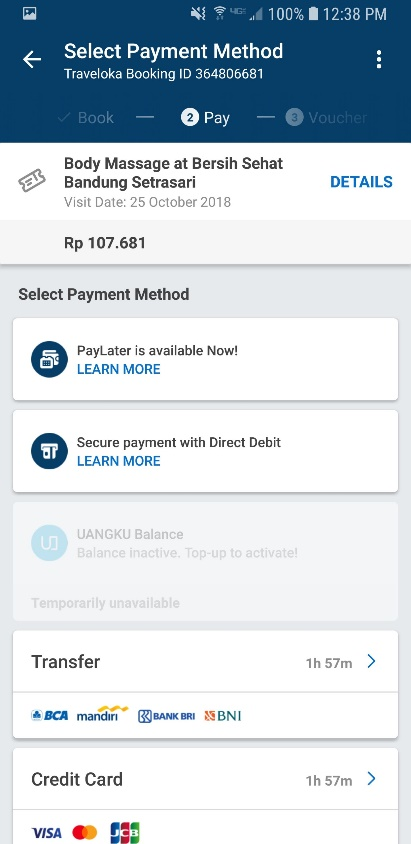 4G 100% 12:38 PM
Select Payment Method
Traveloka Booking ID 364806681
Book
2 Pay
3 Voucher
Body Massage at Bersih Sehat
Bandung Setrasari
DETAILS
Visit Date: 25 October 2018
Rp 107.681
Select Payment Method
PayLater is available Now!
LEARN MORE
Secure payment with Direct Debit
LEARN MORE
UANGKU Balance
Balance inactive. Top-up to activate!
Temporarily unavailable
Transfer 1h 57m
BCA mandiri BANK BRI BNI
Credit Card 1h 57m
VISA JCB